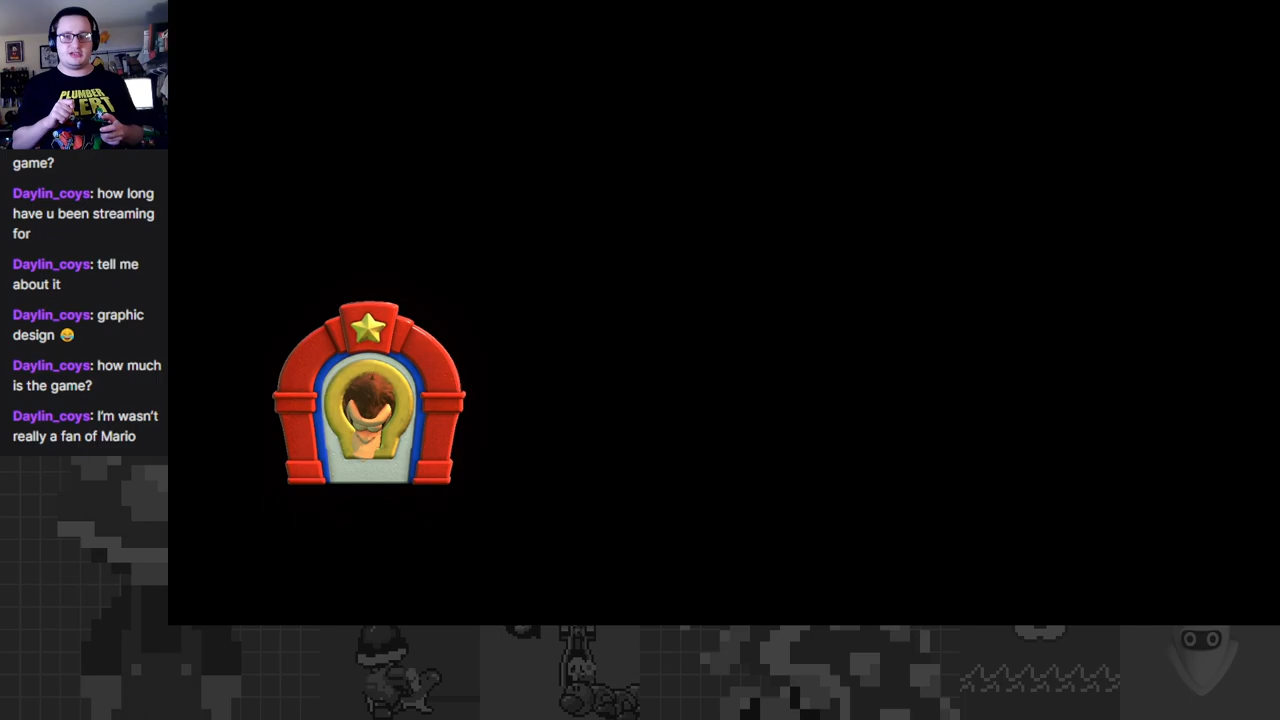 PLUMBER
game?
Daylin_coys: how long
have u been streaming
for
Daylin_coys: tell me
about it
Daylin_coys: graphic
design 😂
Daylin_coys: how much
is the game?
Daylin_coys: I'm wasn't
really a fan of Mario